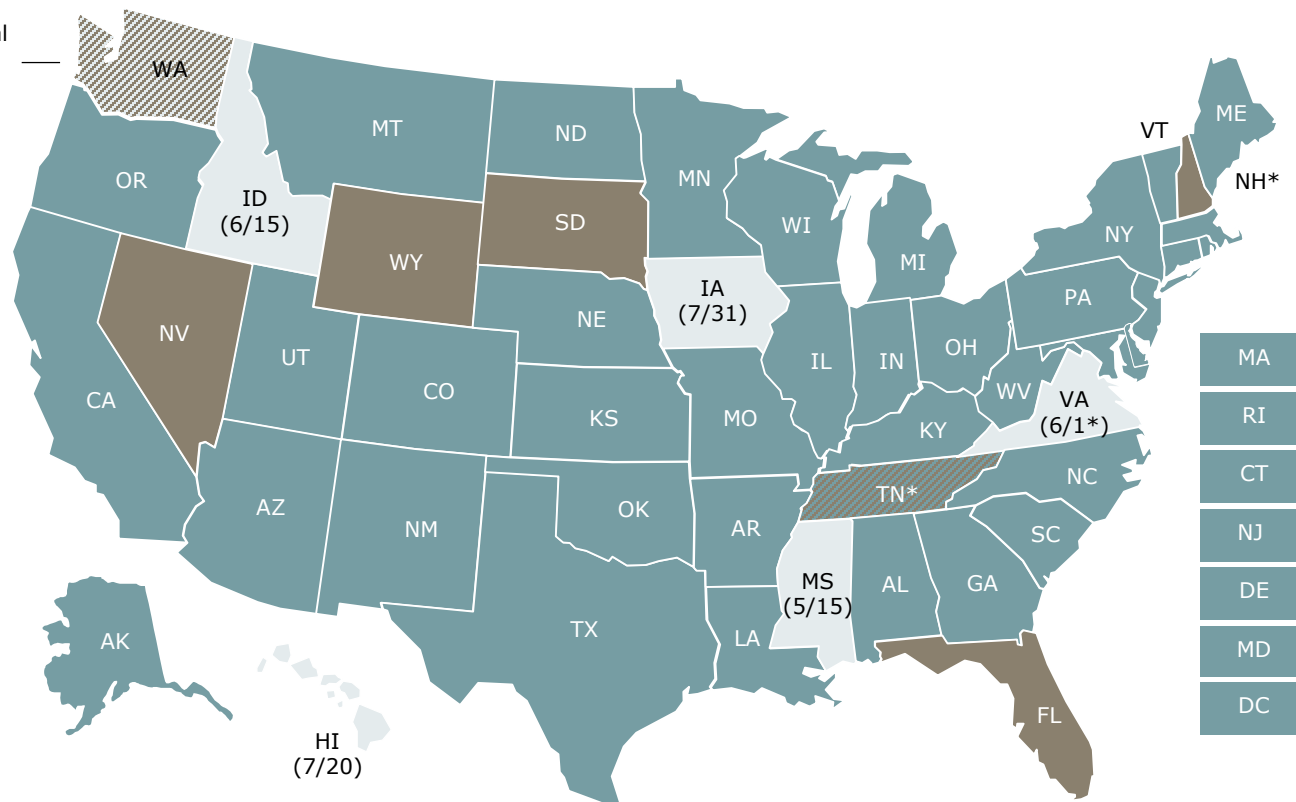 al
WA
MT
ND
MN
VT
ME
OR
ID
(6/15)
SD
WI
NH*
WY
MI
NY
NV
IA
(7/31)
PA
NE
UT
IL
IN
OH
MA
CA
CO
WV
VA
(6/1*)
RI
KS
MO
KY
CT
AZ
NM
OK
TN*
NC
AR
SC
NJ
MS
(5/15)
AL
GA
DE
AK
TX
LA
MD
HI
(7/20)
FL
DC